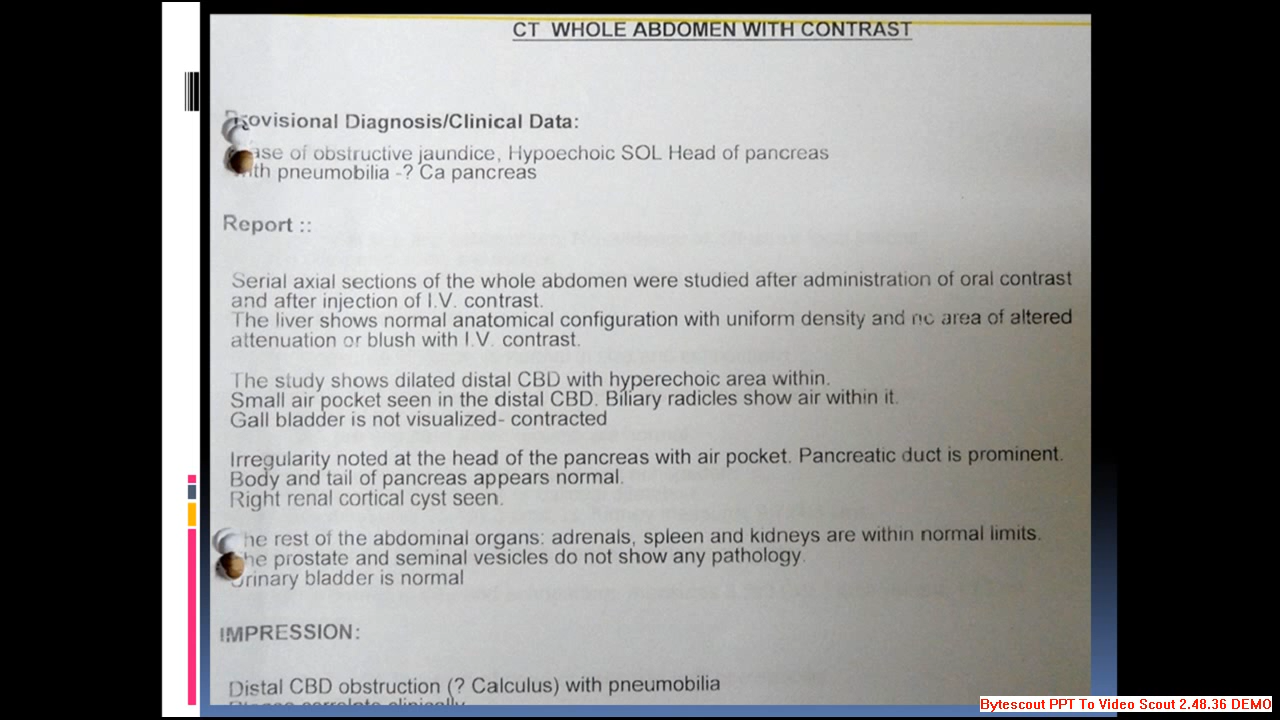 CT WHOLE ABDOMEN WITH CONTRAST
Provisional Diagnosis/Clinical Data:
ase of obstructive jaundice, Hypoechoic SOL Head of pancreas
with pneumobilia -? Ca pancreas
Report ::
Serial axial sections of the whole abdomen were studied after administration of oral contrast
and after injection of I.V. contrast.
The liver shows normal anatomical configuration with uniform density and no area of altered
attenuation or blush with I.V. contrast.
The study shows dilated distal CBD with hyperechoic area within.
Small air pocket seen in the distal CBD. Biliary radicles show air within it.
Gall bladder is not visualized- contracted
Irregularity noted at the head of the pancreas with air pocket. Pancreatic duct is prominent.
Body and tail of pancreas appears normal.
Right renal cortical cyst seen.
he rest of the abdominal organs: adrenals, spleen and kidneys are within normal limits.
he prostate and seminal vesicles do not show any pathology.
Urinary bladder is normal
IMPRESSION:
Distal CBD obstruction (? Calculus) with pneumobilia
Please correlate clinically
Bytescout PPT To Video Scout 2.48.36 DEMO